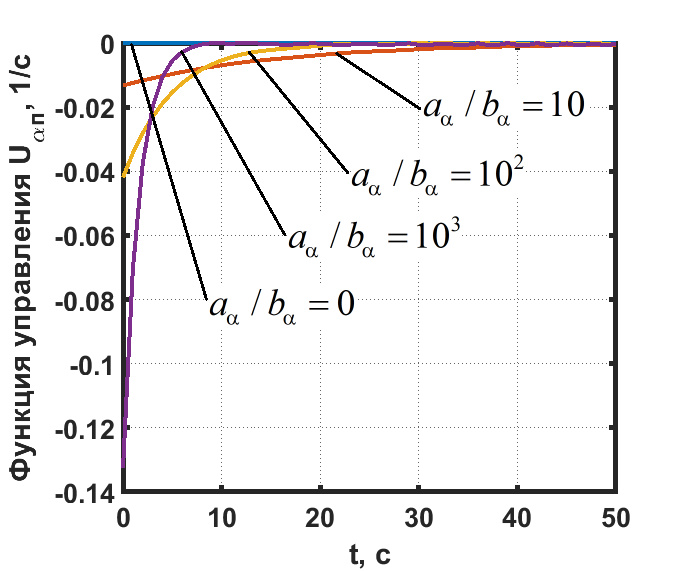 Функция управления U_αп, 1/с
0
-0.02
-0.04
-0.06
-0.08
-0.1
-0.12
-0.14
a_α / b_α = 10
a_α / b_α = 10²
a_α / b_α = 10³
a_α / b_α = 0
0 10 20 30 40 50
t, с